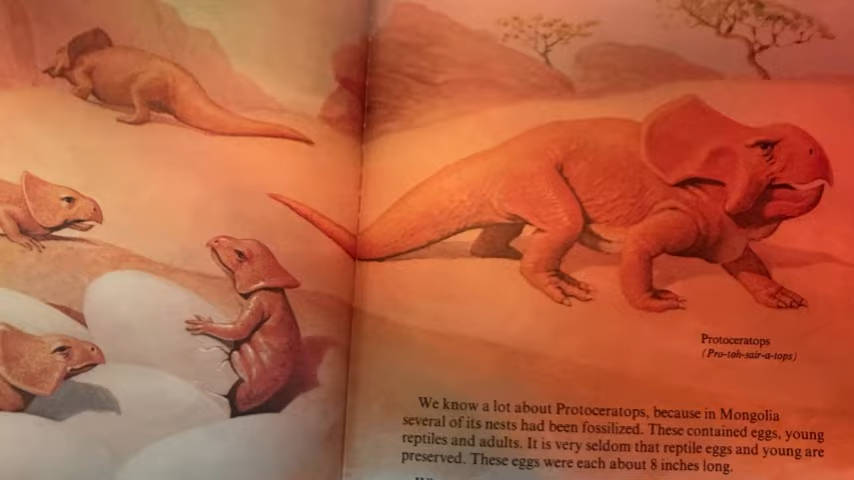 Protoceratops
(Pro-toh-sair-a-tops)
We know a lot about Protoceratops, because in Mongolia
several of its nests had been fossilized. These contained eggs, young
reptiles and adults. It is very seldom that reptile eggs and young are
preserved. These eggs were each about 8 inches long.